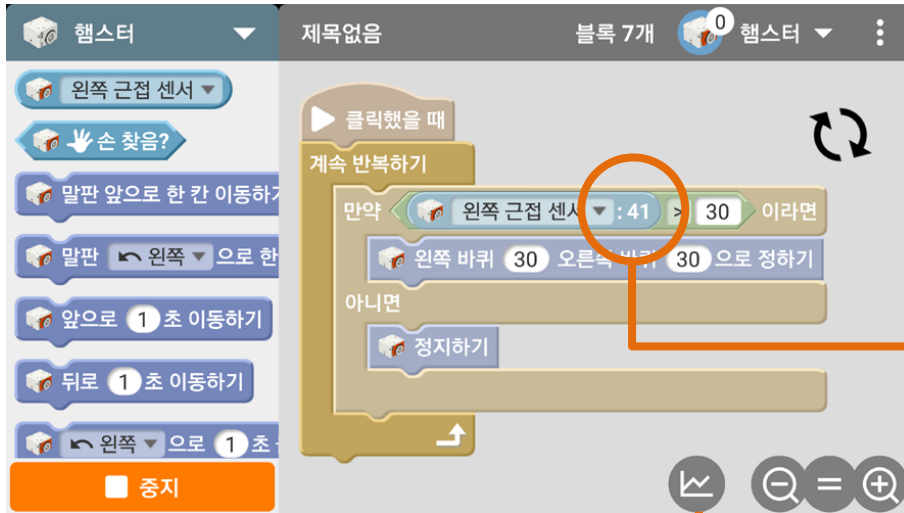 햄스터
제목없음
블록 7개
0
햄스터
왼쪽 근접 센서
손 찾음?
말판 앞으로 한 칸 이동하
말판 왼쪽 으로 한
앞으로 1 초 이동하기
뒤로 1 초 이동하기
왼쪽 으로 1 초
중지
클릭했을 때
계속 반복하기
만약 왼쪽 근접 센서 : 41 > 30 이라면
왼쪽 바퀴 30 오른쪽 바퀴 30 으로 정하기
아니면
정지하기